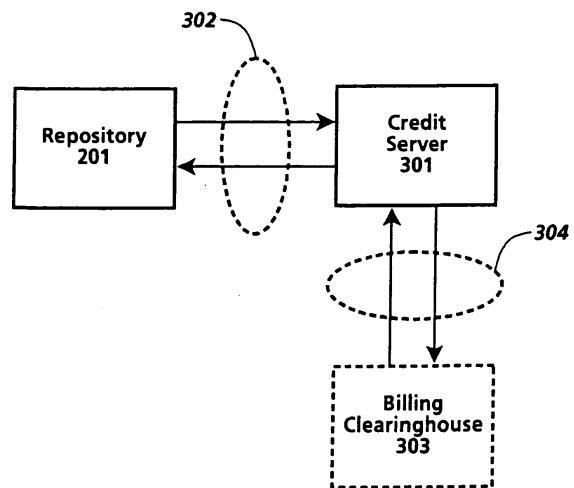 302
Repository
201
Credit
Server
301
304
Billing
Clearinghouse
303